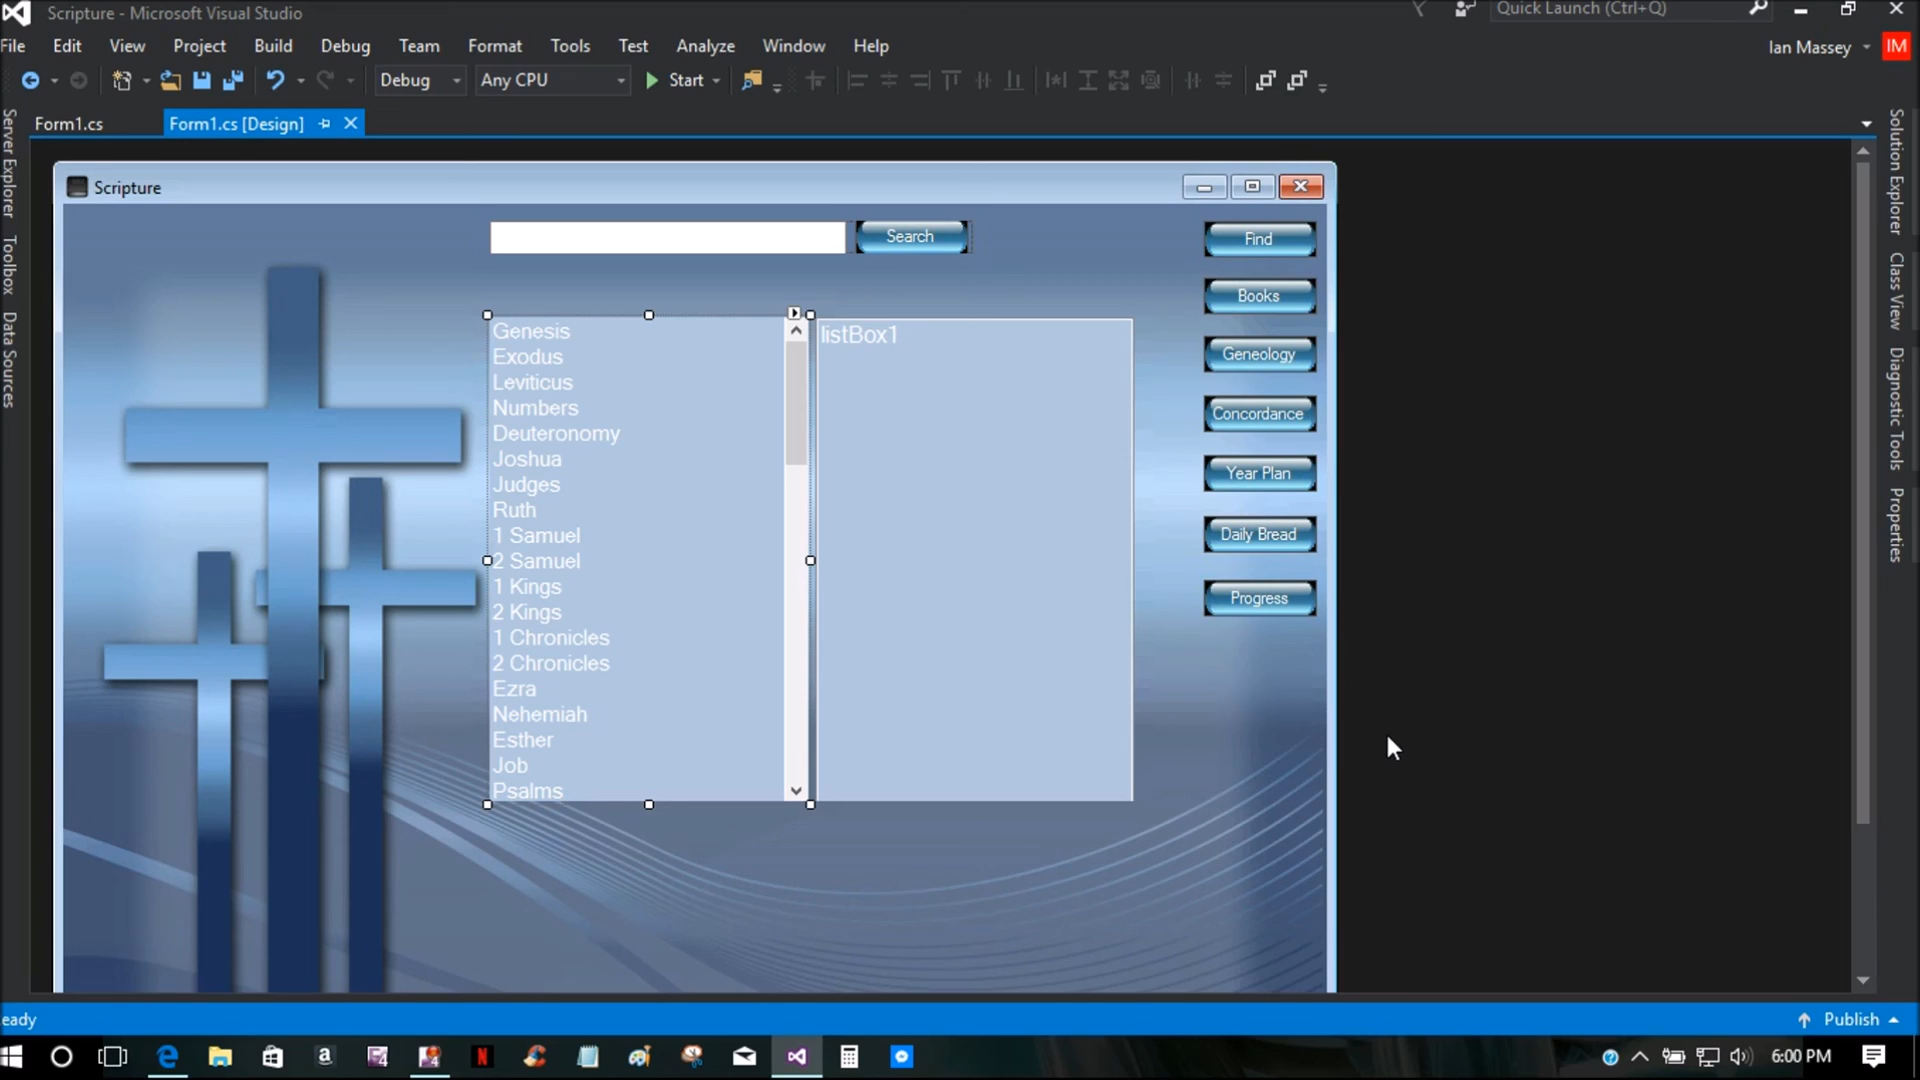 Scripture - Microsoft Visual Studio
Quick Launch (Ctrl+Q)
File Edit View Project Build Debug Team Format Tools Test Analyze Window Help
Ian Massey IM
Debug Any CPU Start
Form1.cs Form1.cs [Design]
Server Explorer
Toolbox
Data Sources
Scripture
Search
Genesis
Exodus
Leviticus
Numbers
Deuteronomy
Joshua
Judges
Ruth
1 Samuel
2 Samuel
1 Kings
2 Kings
1 Chronicles
2 Chronicles
Ezra
Nehemiah
Esther
Job
Psalms
listBox1
Find
Books
Geneology
Concordance
Year Plan
Daily Bread
Progress
Solution Explorer
Class View
Diagnostic Tools
Properties
eady
Publish
6:00 PM